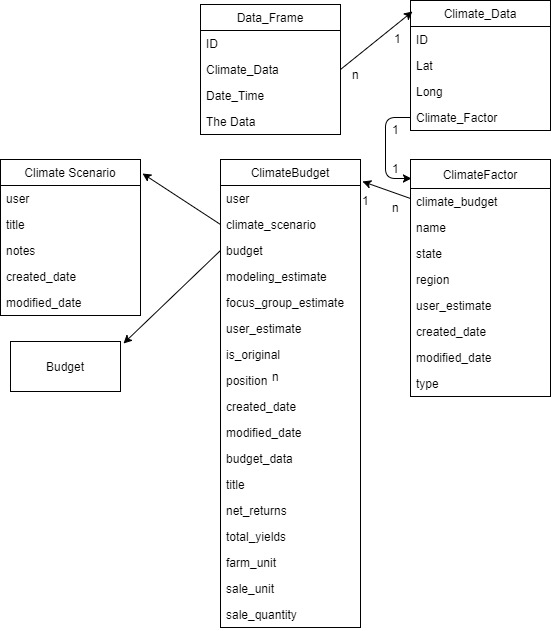 Data_Frame
ID
Climate_Data
Date_Time
The Data
n
1
Climate_Data
ID
Lat
Long
Climate_Factor
1
1
Climate Scenario
user
title
notes
created_date
modified_date
Budget
ClimateBudget
user
climate_scenario
budget
modeling_estimate
focus_group_estimate
user_estimate
is_original
position
n
created_date
modified_date
budget_data
title
net_returns
total_yields
farm_unit
sale_unit
sale_quantity
1
n
ClimateFactor
climate_budget
name
state
region
user_estimate
created_date
modified_date
type